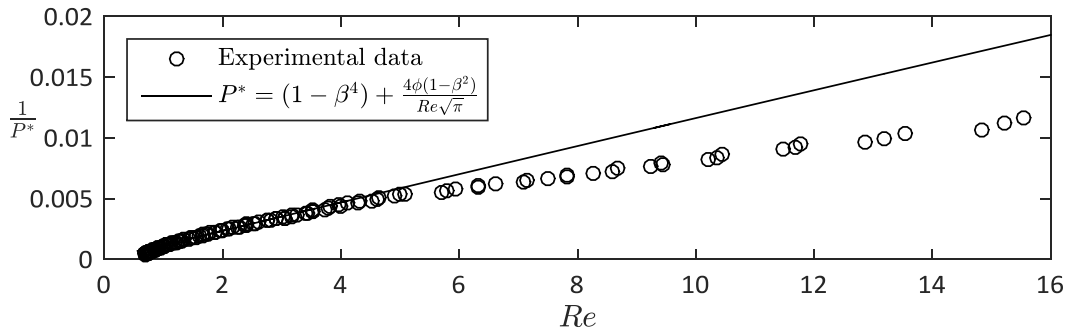 0.02
0.015
0.01
0.005
0
1/P*
Experimental data
P* = (1 − β⁴) + 4ϕ(1−β²)/Re√π
0 2 4 6 8 10 12 14 16
Re